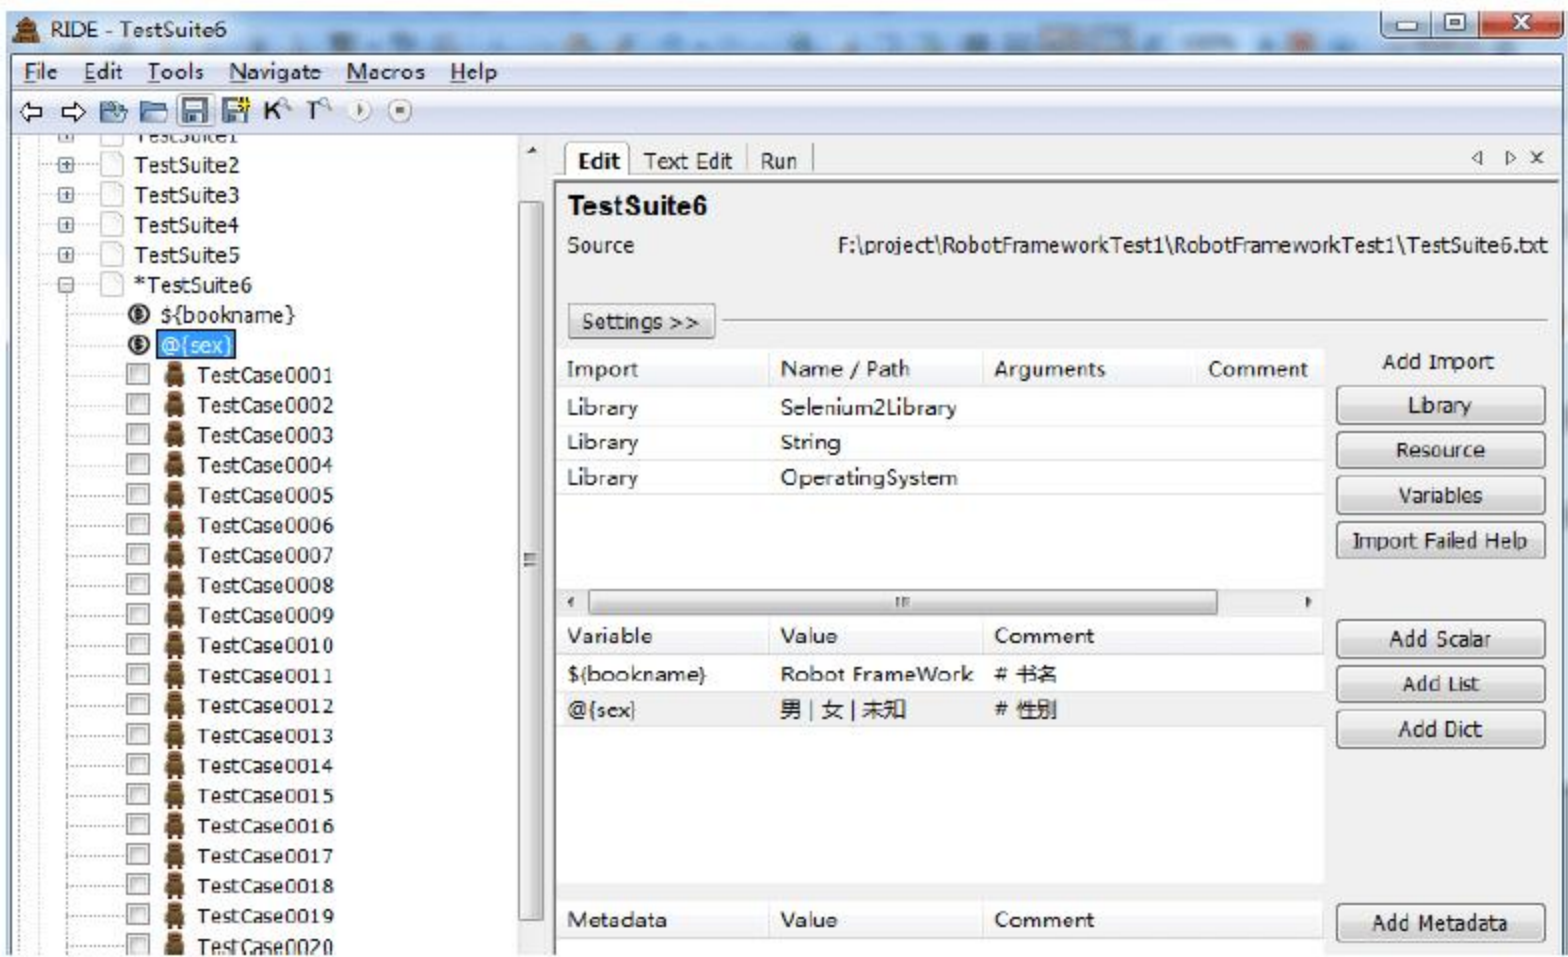 RIDE - TestSuite6
File Edit Tools Navigate Macros Help
TestSuite1
TestSuite2
TestSuite3
TestSuite4
TestSuite5
*TestSuite6
${bookname}
@{sex}
TestCase0001
TestCase0002
TestCase0003
TestCase0004
TestCase0005
TestCase0006
TestCase0007
TestCase0008
TestCase0009
TestCase0010
TestCase0011
TestCase0012
TestCase0013
TestCase0014
TestCase0015
TestCase0016
TestCase0017
TestCase0018
TestCase0019
TestCase0020
Edit Text Edit Run
TestSuite6
Source F:\project\RobotFrameworkTest1\RobotFrameworkTest1\TestSuite6.txt
Settings >>
Import Name / Path Arguments Comment
Library Selenium2Library
Library String
Library OperatingSystem
Add Import
Library
Resource
Variables
Import Failed Help
Variable Value Comment
${bookname} Robot FrameWork # 书名
@{sex} 男 | 女 | 未知 # 性别
Add Scalar
Add List
Add Dict
Metadata Value Comment
Add Metadata